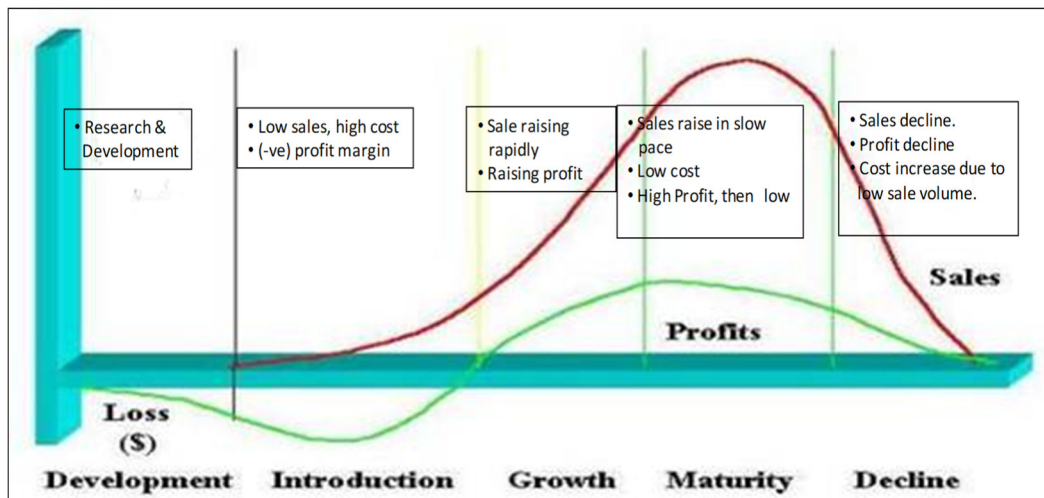 • Research &
Development
• Low sales, high cost
• (-ve) profit margin
• Sale raising
rapidly
• Raising profit
• Sales raise in slow
pace
• Low cost
• High Profit, then low
• Sales decline.
• Profit decline
• Cost increase due to
low sale volume.
Sales
Profits
Loss
($)
Development
Introduction
Growth
Maturity
Decline